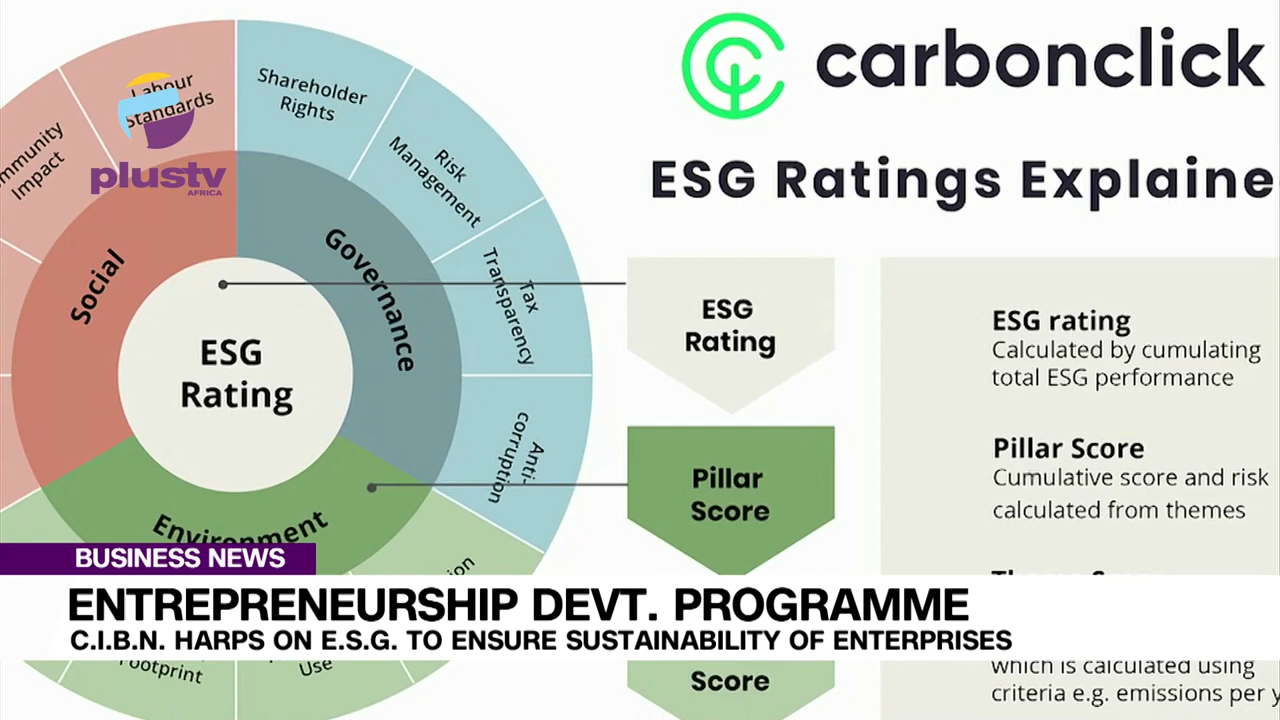 carbonclick
ESG Ratings Explaine
Labour
Standards
plustv
AFRICA
mmunity
Impact
Shareholder
Rights
Risk
Management
Tax
Transparency
Anti-
corruption
Social
Governance
Environment
ESG
Rating
ESG
Rating
Pillar
Score
ESG rating
Calculated by cumulating
total ESG performance
Pillar Score
Cumulative score and risk
calculated from themes
BUSINESS NEWS
ENTREPRENEURSHIP DEVT. PROGRAMME
C.I.B.N. HARPS ON E.S.G. TO ENSURE SUSTAINABILITY OF ENTERPRISES
Footprint
Use
Score
which is calculated using
criteria e.g. emissions per y